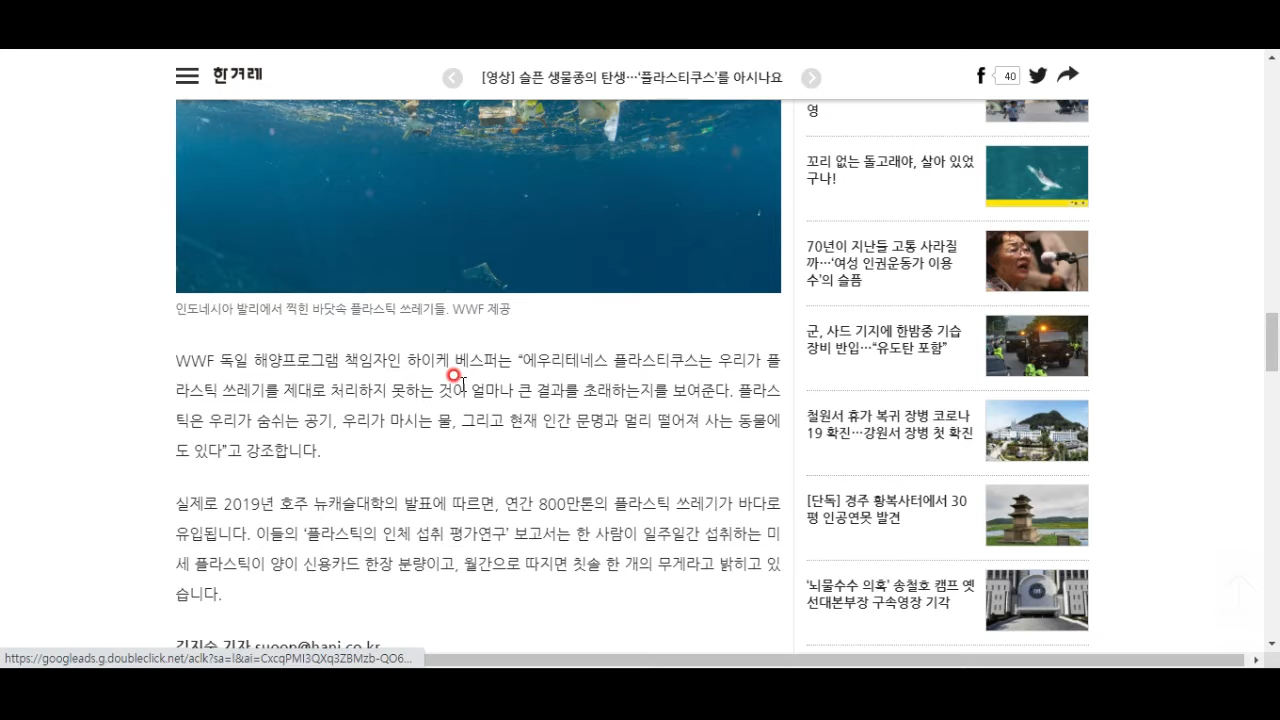 한겨레
[영상] 슬픈 생물종의 탄생…‘플라스티쿠스’를 아시나요
40
인도네시아 발리에서 찍힌 바닷속 플라스틱 쓰레기들. WWF 제공
WWF 독일 해양프로그램 책임자인 하이케 베스퍼는 “에우리테네스 플라스티쿠스는 우리가 플
라스틱 쓰레기를 제대로 처리하지 못하는 것이 얼마나 큰 결과를 초래하는지를 보여준다. 플라스
틱은 우리가 숨쉬는 공기, 우리가 마시는 물, 그리고 현재 인간 문명과 멀리 떨어져 사는 동물에
도 있다”고 강조합니다.
실제로 2019년 호주 뉴캐슬대학의 발표에 따르면, 연간 800만톤의 플라스틱 쓰레기가 바다로
유입됩니다. 이들의 ‘플라스틱의 인체 섭취 평가연구’ 보고서는 한 사람이 일주일간 섭취하는 미
세 플라스틱이 양이 신용카드 한장 분량이고, 월간으로 따지면 칫솔 한 개의 무게라고 밝히고 있
습니다.
김지숙 기자 suoop@hani.co.kr
영
꼬리 없는 돌고래야, 살아 있었
구나!
70년이 지난들 고통 사라질
까…‘여성 인권운동가 이용
수’의 슬픔
군, 사드 기지에 한밤중 기습
장비 반입…“유도탄 포함”
철원서 휴가 복귀 장병 코로나
19 확진…강원서 장병 첫 확진
[단독] 경주 황복사터에서 30
평 인공연못 발견
‘뇌물수수 의혹’ 송철호 캠프 옛
선대본부장 구속영장 기각
https://googleads.g.doubleclick.net/aclk?sa=l&ai=CxcqPMI3QXq3ZBMzb-QO6...